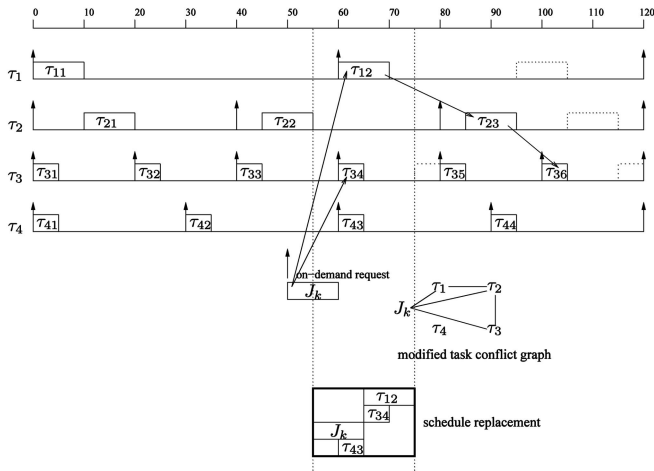 0 10 20 30 40 50 60 70 80 90 100 110 120
τ1 τ11 τ12
τ2 τ21 τ22 τ23
τ3 τ31 τ32 τ33 τ34 τ35 τ36
τ4 τ41 τ42 τ43 τ44
on-demand request
Jk
τ1 τ2
Jk
τ4 τ3
modified task conflict graph
τ12
τ34
schedule replacement
Jk
τ43